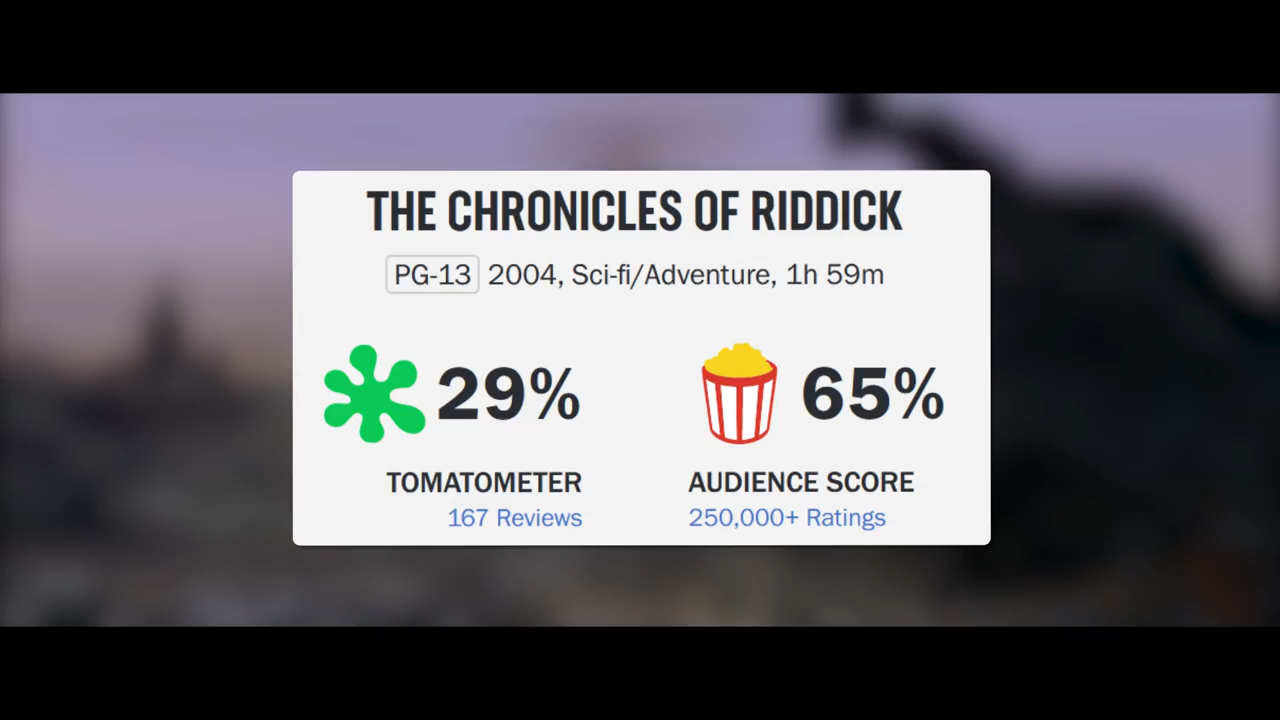 THE CHRONICLES OF RIDDICK
PG-13 2004, Sci-fi/Adventure, 1h 59m
29% 65%
TOMATOMETER AUDIENCE SCORE
167 Reviews 250,000+ Ratings